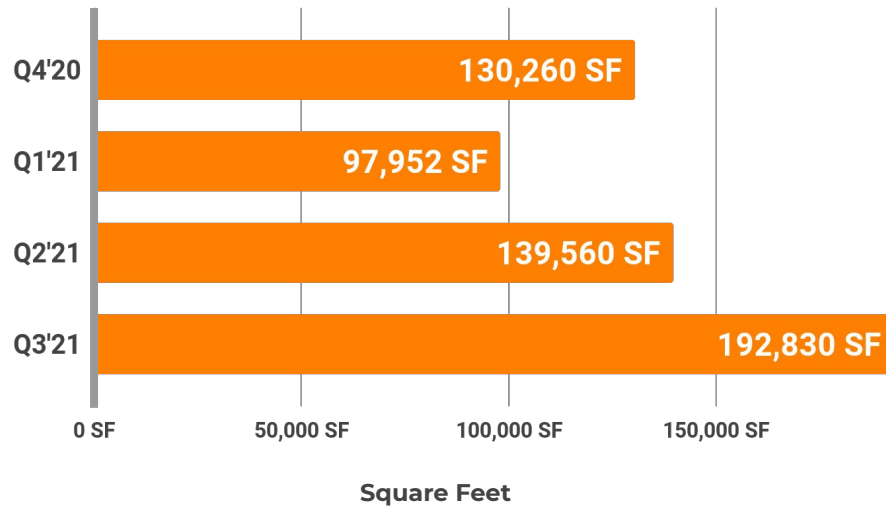 Q4'20 130,260 SF
Q1'21 97,952 SF
Q2'21 139,560 SF
Q3'21 192,830 SF
0 SF 50,000 SF 100,000 SF 150,000 SF
Square Feet